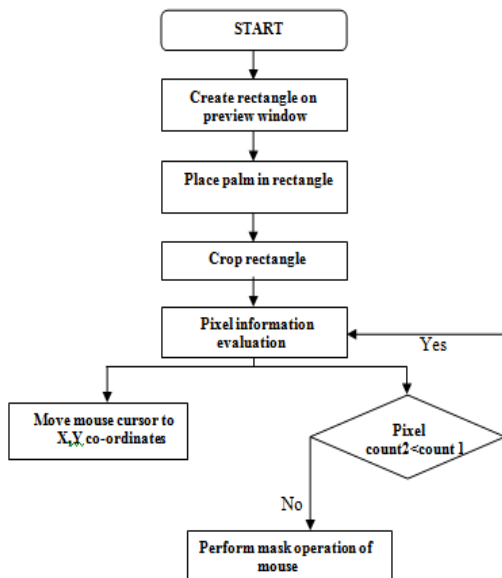 START
Create rectangle on
preview window
Place palm in rectangle
Crop rectangle
Pixel information
evaluation
Yes
Move mouse cursor to
X,Y co-ordinates
Pixel
count2<count 1
No
Perform mask operation of
mouse